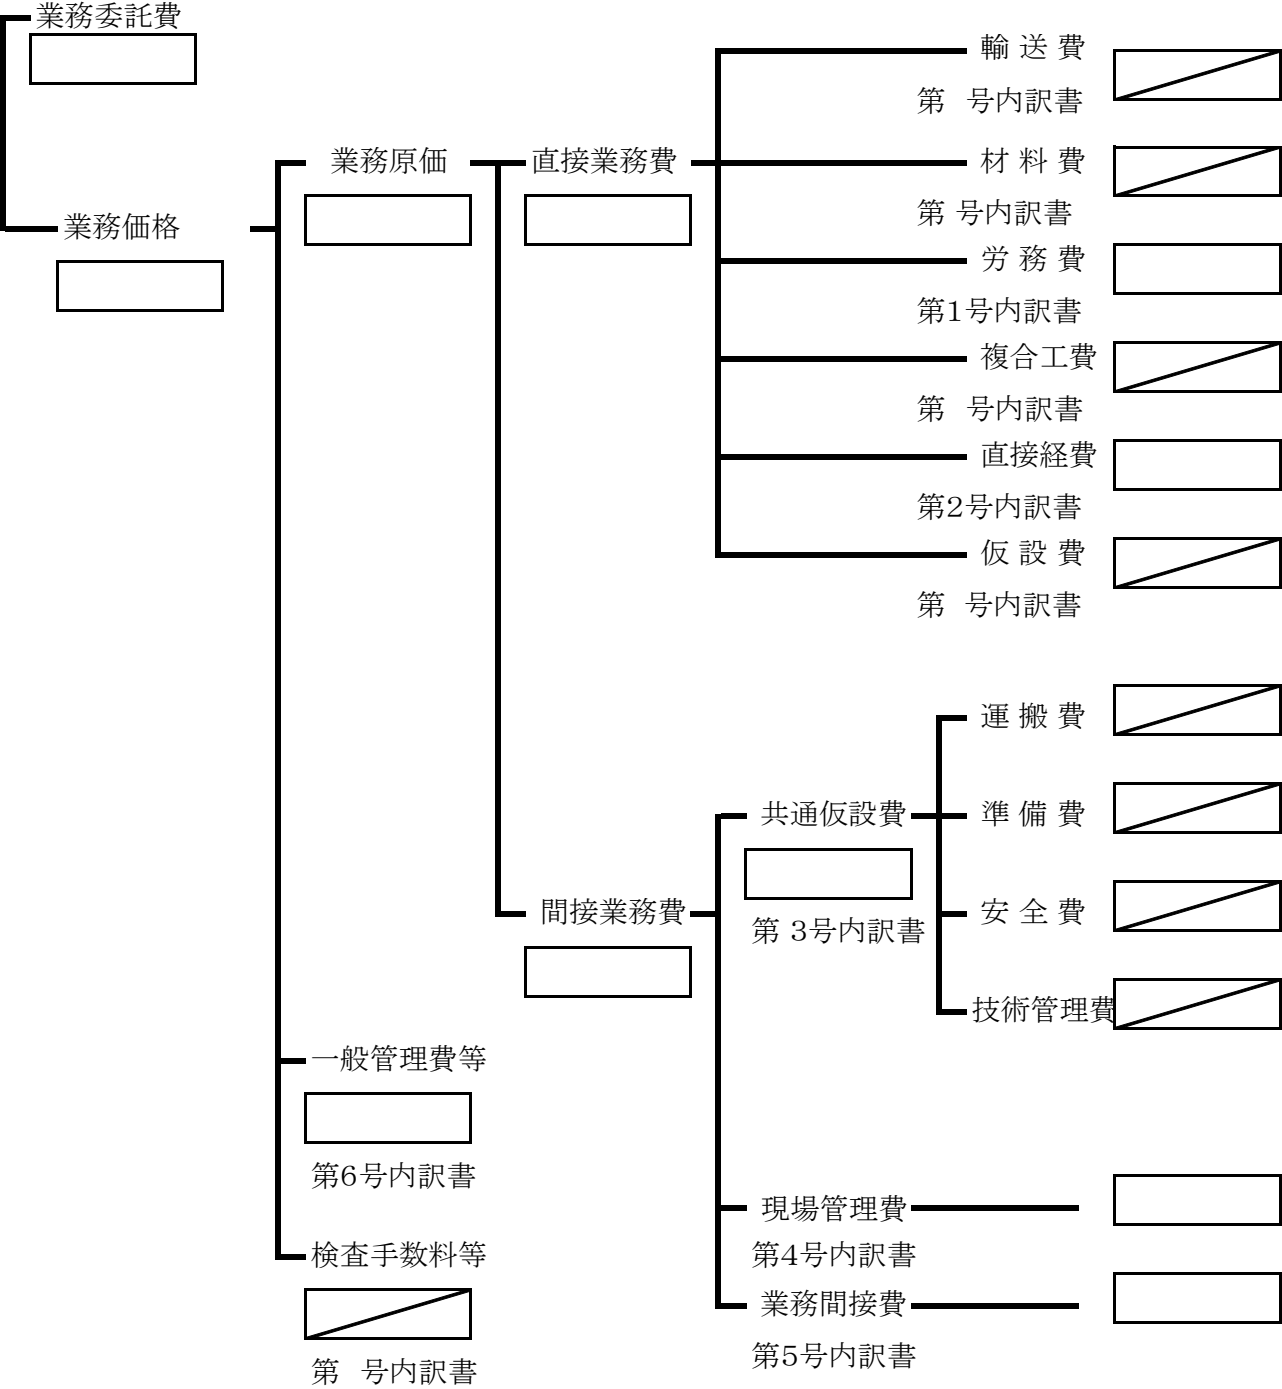 業務委託費
輸 送 費
第　号内訳書
業務原価
直接業務費
材 料 費
第 号内訳書
業務価格
労 務 費
第1号内訳書
複合工費
第　号内訳書
直接経費
第2号内訳書
仮 設 費
第　号内訳書
運 搬 費
共通仮設費
準 備 費
間接業務費
第 3号内訳書
安 全 費
技術管理費
一般管理費等
第6号内訳書
現場管理費
第4号内訳書
検査手数料等
業務間接費
第5号内訳書
第　号内訳書